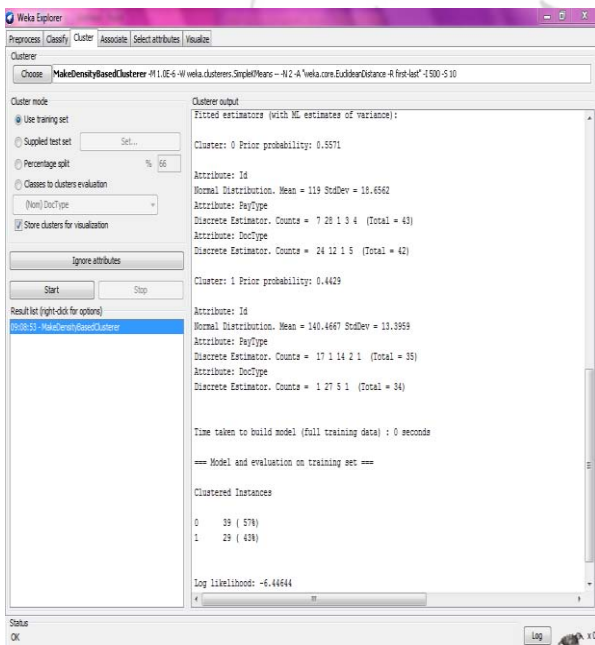 Weka Explorer
Preprocess Classify Cluster Associate Select attributes Visualize
Clusterer
Choose MakeDensityBasedClusterer -M 1.0E-6 -W weka.clusterers.SimpleKMeans -- -N 2 -A "weka.core.EuclideanDistance -R first-last" -I 500 -S 10
Cluster mode
Use training set
Supplied test set Set...
Percentage split % 66
Classes to clusters evaluation
(Nom) DocType
Store clusters for visualization
Ignore attributes
Start Stop
Result list (right-click for options)
09:08:53 - MakeDensityBasedClusterer
Clusterer output
Fitted estimators (with ML estimates of variance):
Cluster: 0 Prior probability: 0.5571
Attribute: Id
Normal Distribution. Mean = 119 StdDev = 18.6562
Attribute: PayType
Discrete Estimator. Counts = 7 28 1 3 4 (Total = 43)
Attribute: DocType
Discrete Estimator. Counts = 24 12 1 5 (Total = 42)
Cluster: 1 Prior probability: 0.4429
Attribute: Id
Normal Distribution. Mean = 140.4667 StdDev = 13.3959
Attribute: PayType
Discrete Estimator. Counts = 17 1 14 2 1 (Total = 35)
Attribute: DocType
Discrete Estimator. Counts = 1 27 5 1 (Total = 34)
Time taken to build model (full training data) : 0 seconds
=== Model and evaluation on training set ===
Clustered Instances
0 39 ( 57%)
1 29 ( 43%)
Log likelihood: -6.44644
Status
OK
Log
x 0